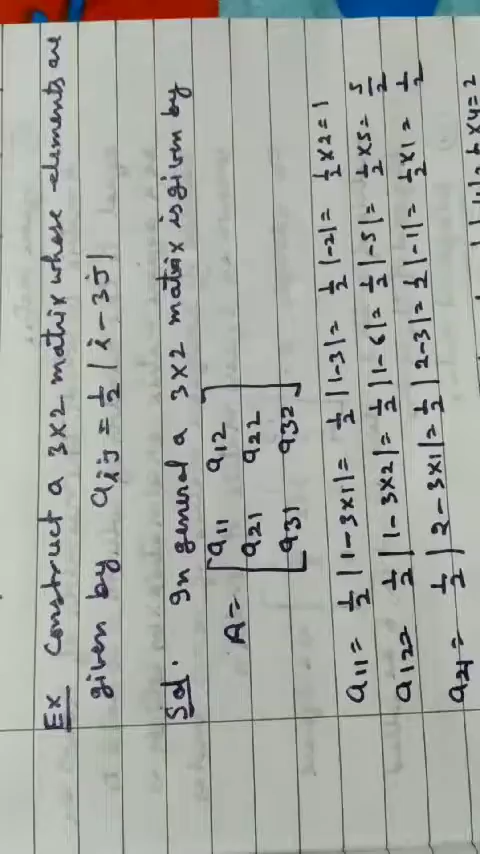 Ex Construct a 3×2 matrix whose elements are
given by aij = 1/2 |i - 3j|
Sol. In general a 3×2 matrix is given by
A = [a11 a12
a21 a22
a31 a32]
a11 = 1/2 |1-3×1| = 1/2 |1-3| = 1/2 |-2| = 1/2 ×2 = 1
a12 = 1/2 |1-3×2| = 1/2 |1-6| = 1/2 |-5| = 1/2 ×5 = 5/2
a21 = 1/2 |2-3×1| = 1/2 |2-3| = 1/2 |-1| = 1/2 ×1 = 1/2
×4 = 2